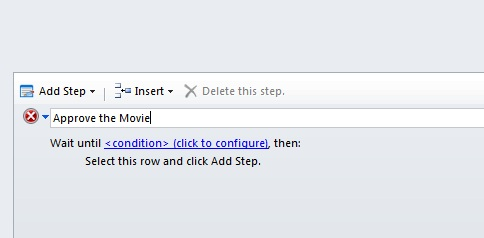 Add Step Insert Delete this step.
Approve the Movie
Wait until <condition> (click to configure), then:
Select this row and click Add Step.